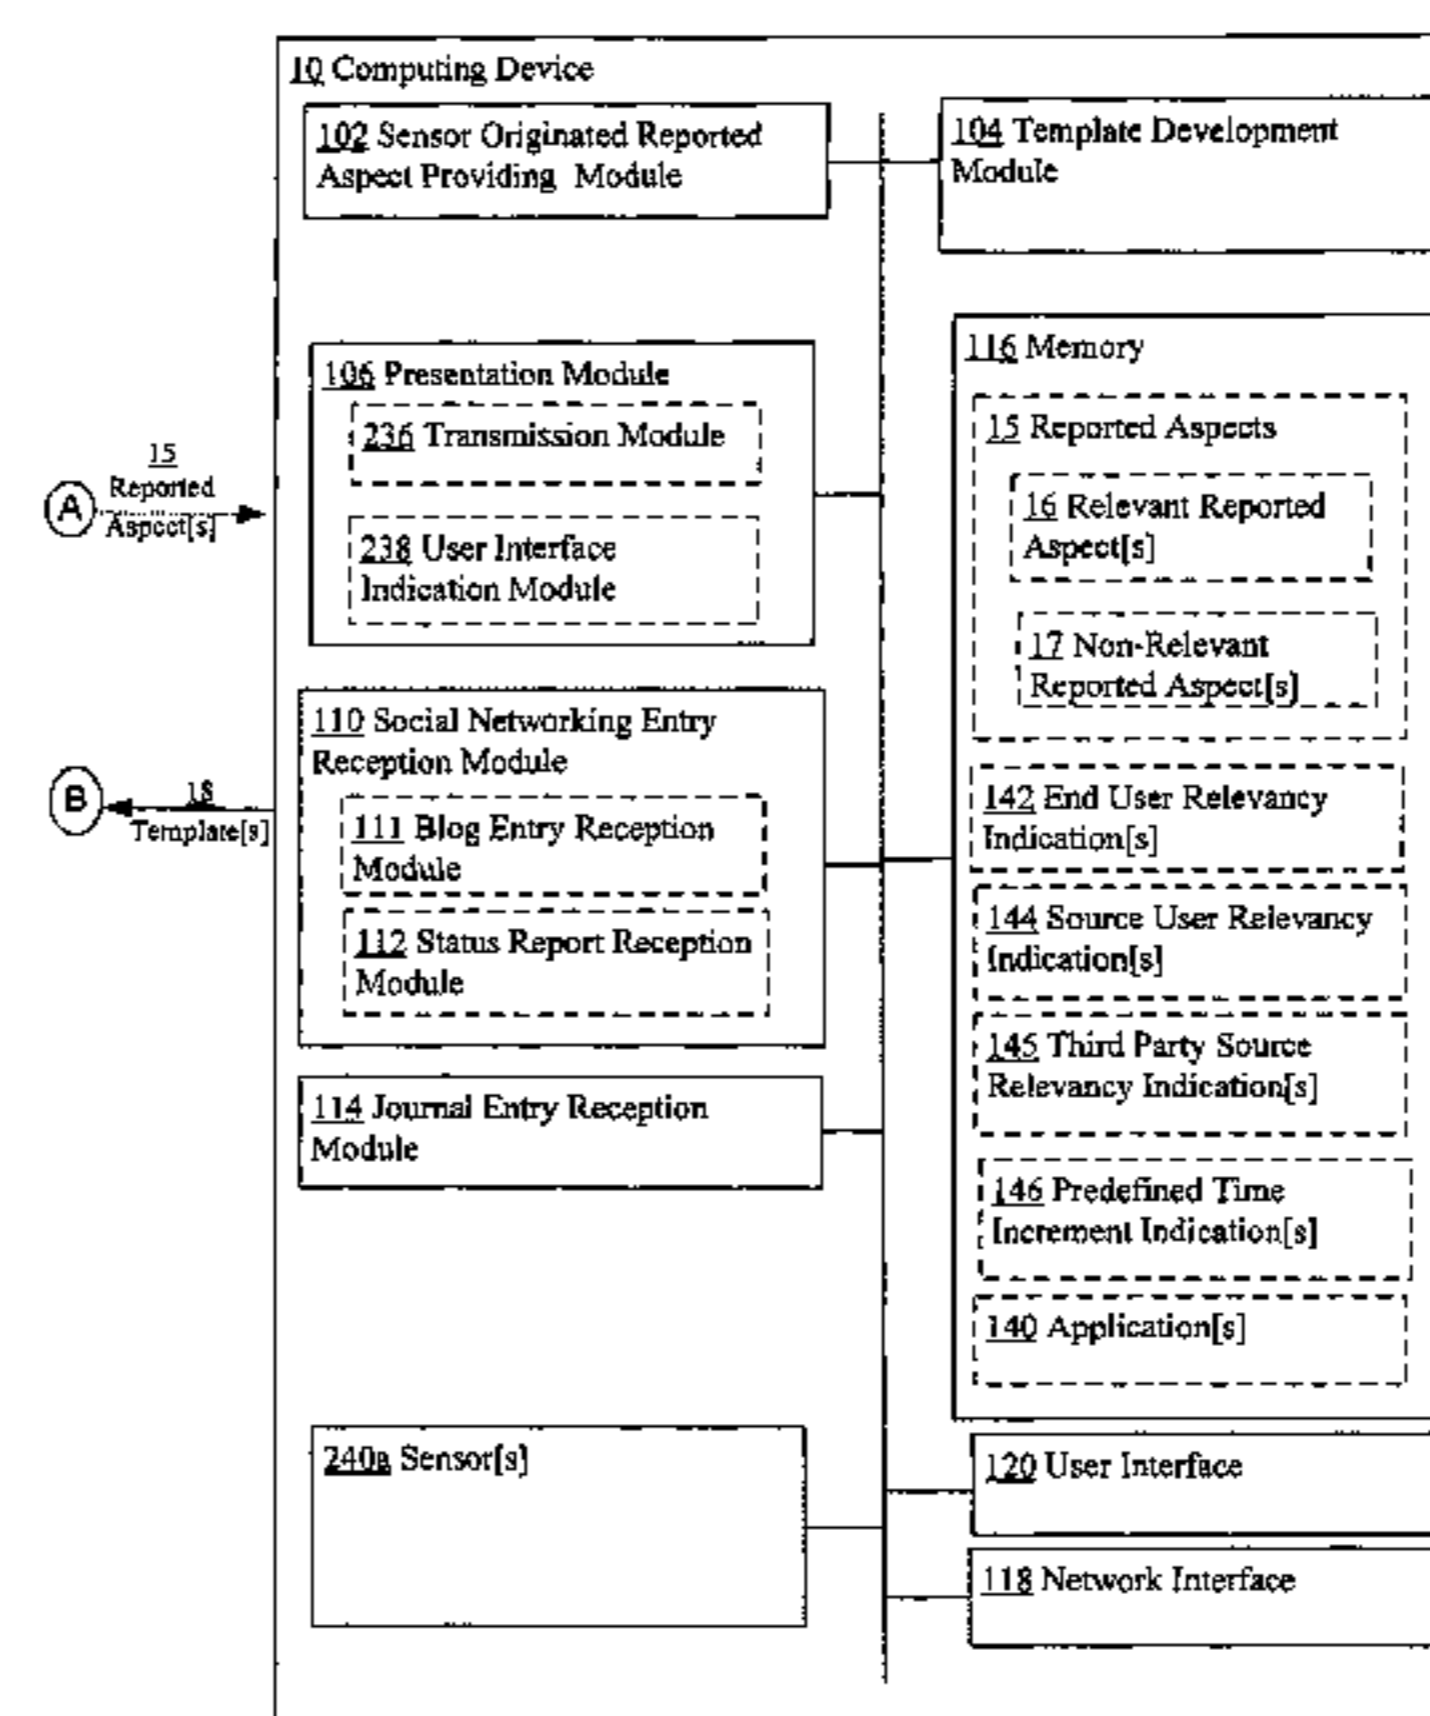 10 Computing Device
102 Sensor Originated Reported
Aspect Providing Module
104 Template Development
Module
106 Presentation Module
236 Transmission Module
238 User Interface
Indication Module
15
Reported
Aspect[s]
A
110 Social Networking Entry
Reception Module
111 Blog Entry Reception
Module
112 Status Report Reception
Module
B
18
Template[s]
114 Journal Entry Reception
Module
240a Sensor[s]
116 Memory
15 Reported Aspects
16 Relevant Reported
Aspect[s]
17 Non-Relevant
Reported Aspect[s]
142 End User Relevancy
Indication[s]
144 Source User Relevancy
Indication[s]
145 Third Party Source
Relevancy Indication[s]
146 Predefined Time
Increment Indication[s]
140 Application[s]
120 User Interface
118 Network Interface